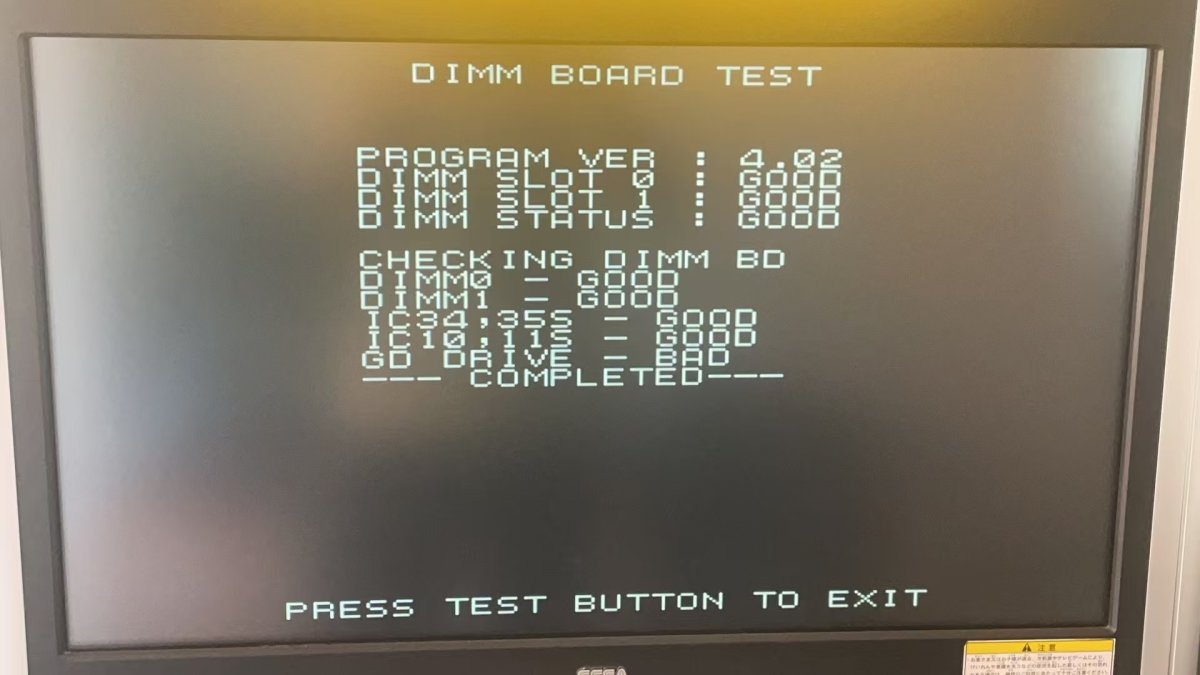 DIMM BOARD TEST
PROGRAM VER : 4.02
DIMM SLOT 0 : GOOD
DIMM SLOT 1 : GOOD
DIMM STATUS : GOOD
CHECKING DIMM BD
DIMM0 - GOOD
DIMM1 - GOOD
IC34,35S - GOOD
IC10,11S - GOOD
GD DRIVE - BAD
--- COMPLETED---
PRESS TEST BUTTON TO EXIT
SEGA
注意